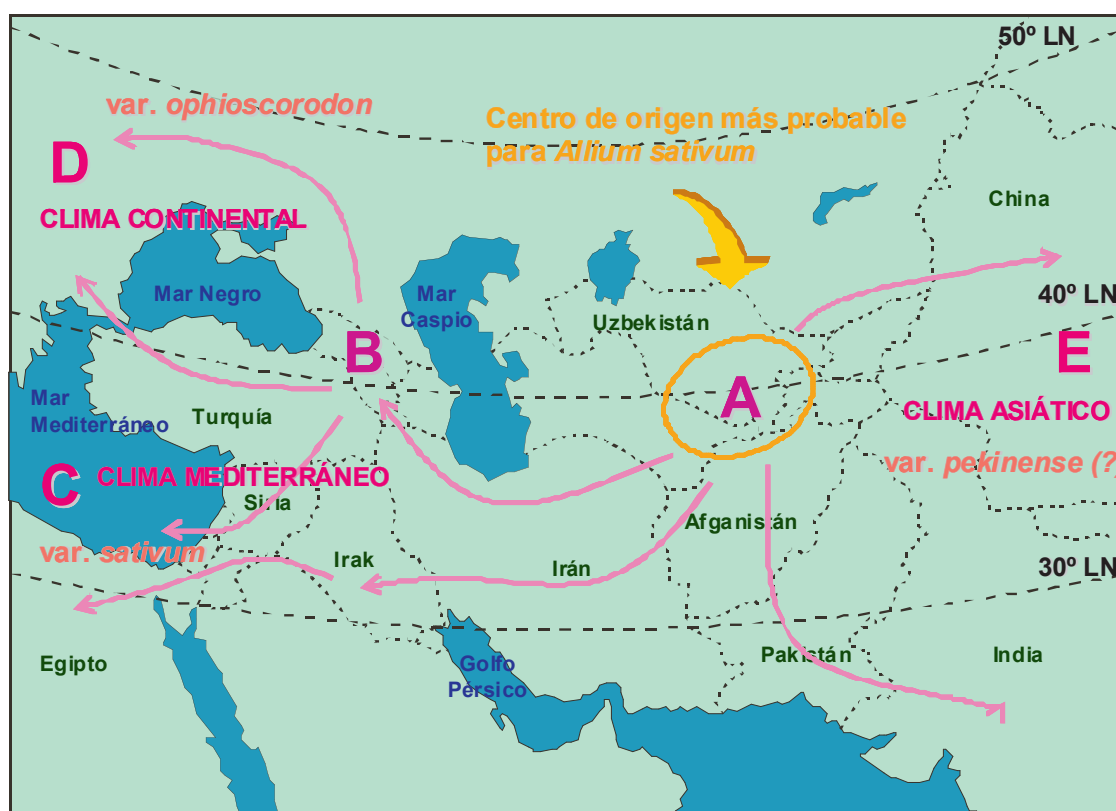 50º LN
var. ophioscorodon
Centro de origen más probable
para Allium sativum
D
China
CLIMA CONTINENTAL
Mar Negro
Mar
Caspio
Uzbekistán
40º LN
B
E
A
Mar
Mediterráneo
Turquía
CLIMA ASIÁTICO
C
CLIMA MEDITERRÁNEO
var. pekinense (?)
Siria
Afganistán
var. sativum
Irak
Irán
30º LN
Egipto
Golfo
Pérsico
Pakistán
India